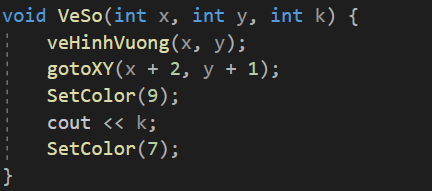 void VeSo(int x, int y, int k) {
veHinhVuong(x, y);
gotoXY(x + 2, y + 1);
SetColor(9);
cout << k;
SetColor(7);
}